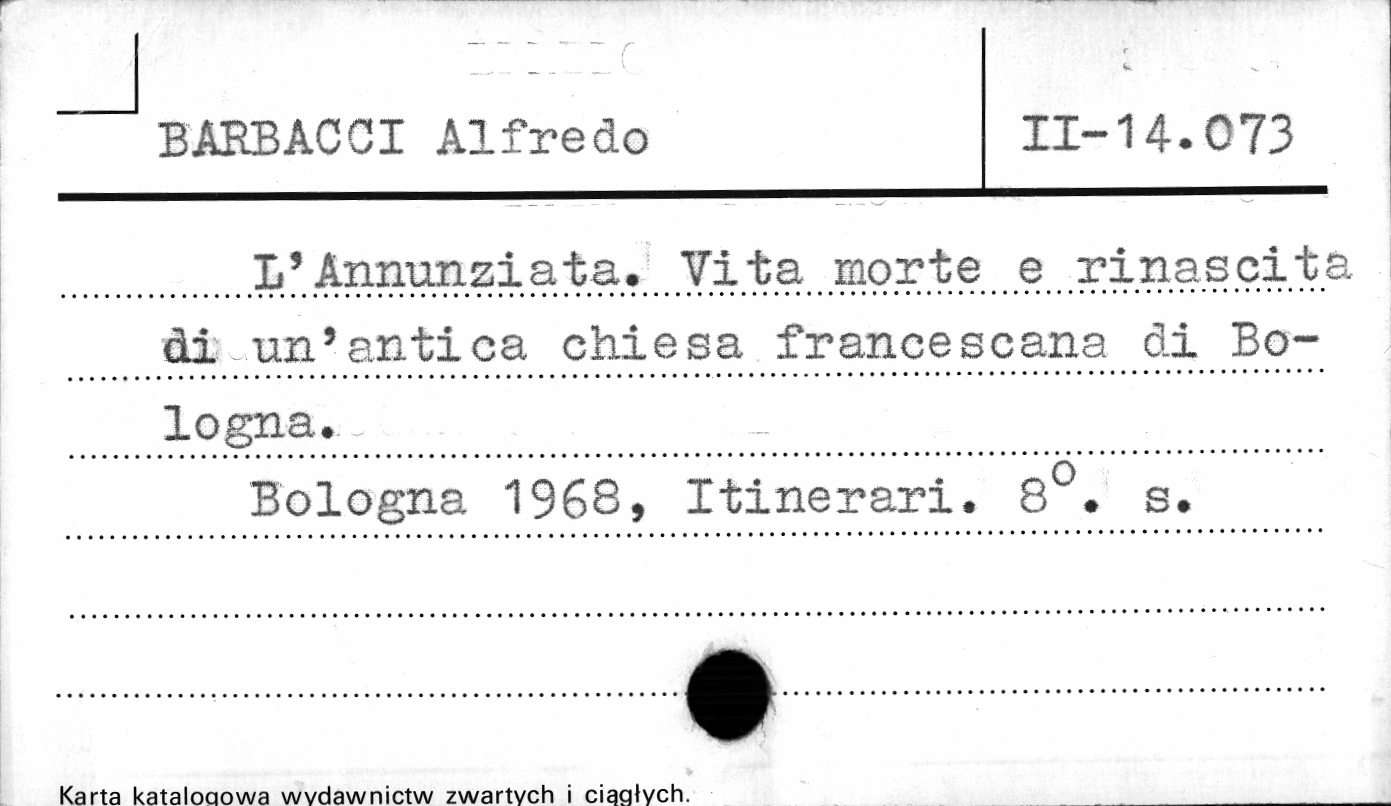 BARBACCI Alfredo
II-14.073
L'Annunziata. Vita morte e rinascita
di un'antica chiesa francescana di Bo-
logna.
Bologna 1968, Itinerari. 8°. s.
Karta katalogowa wydawnictw zwartych i ciągłych.